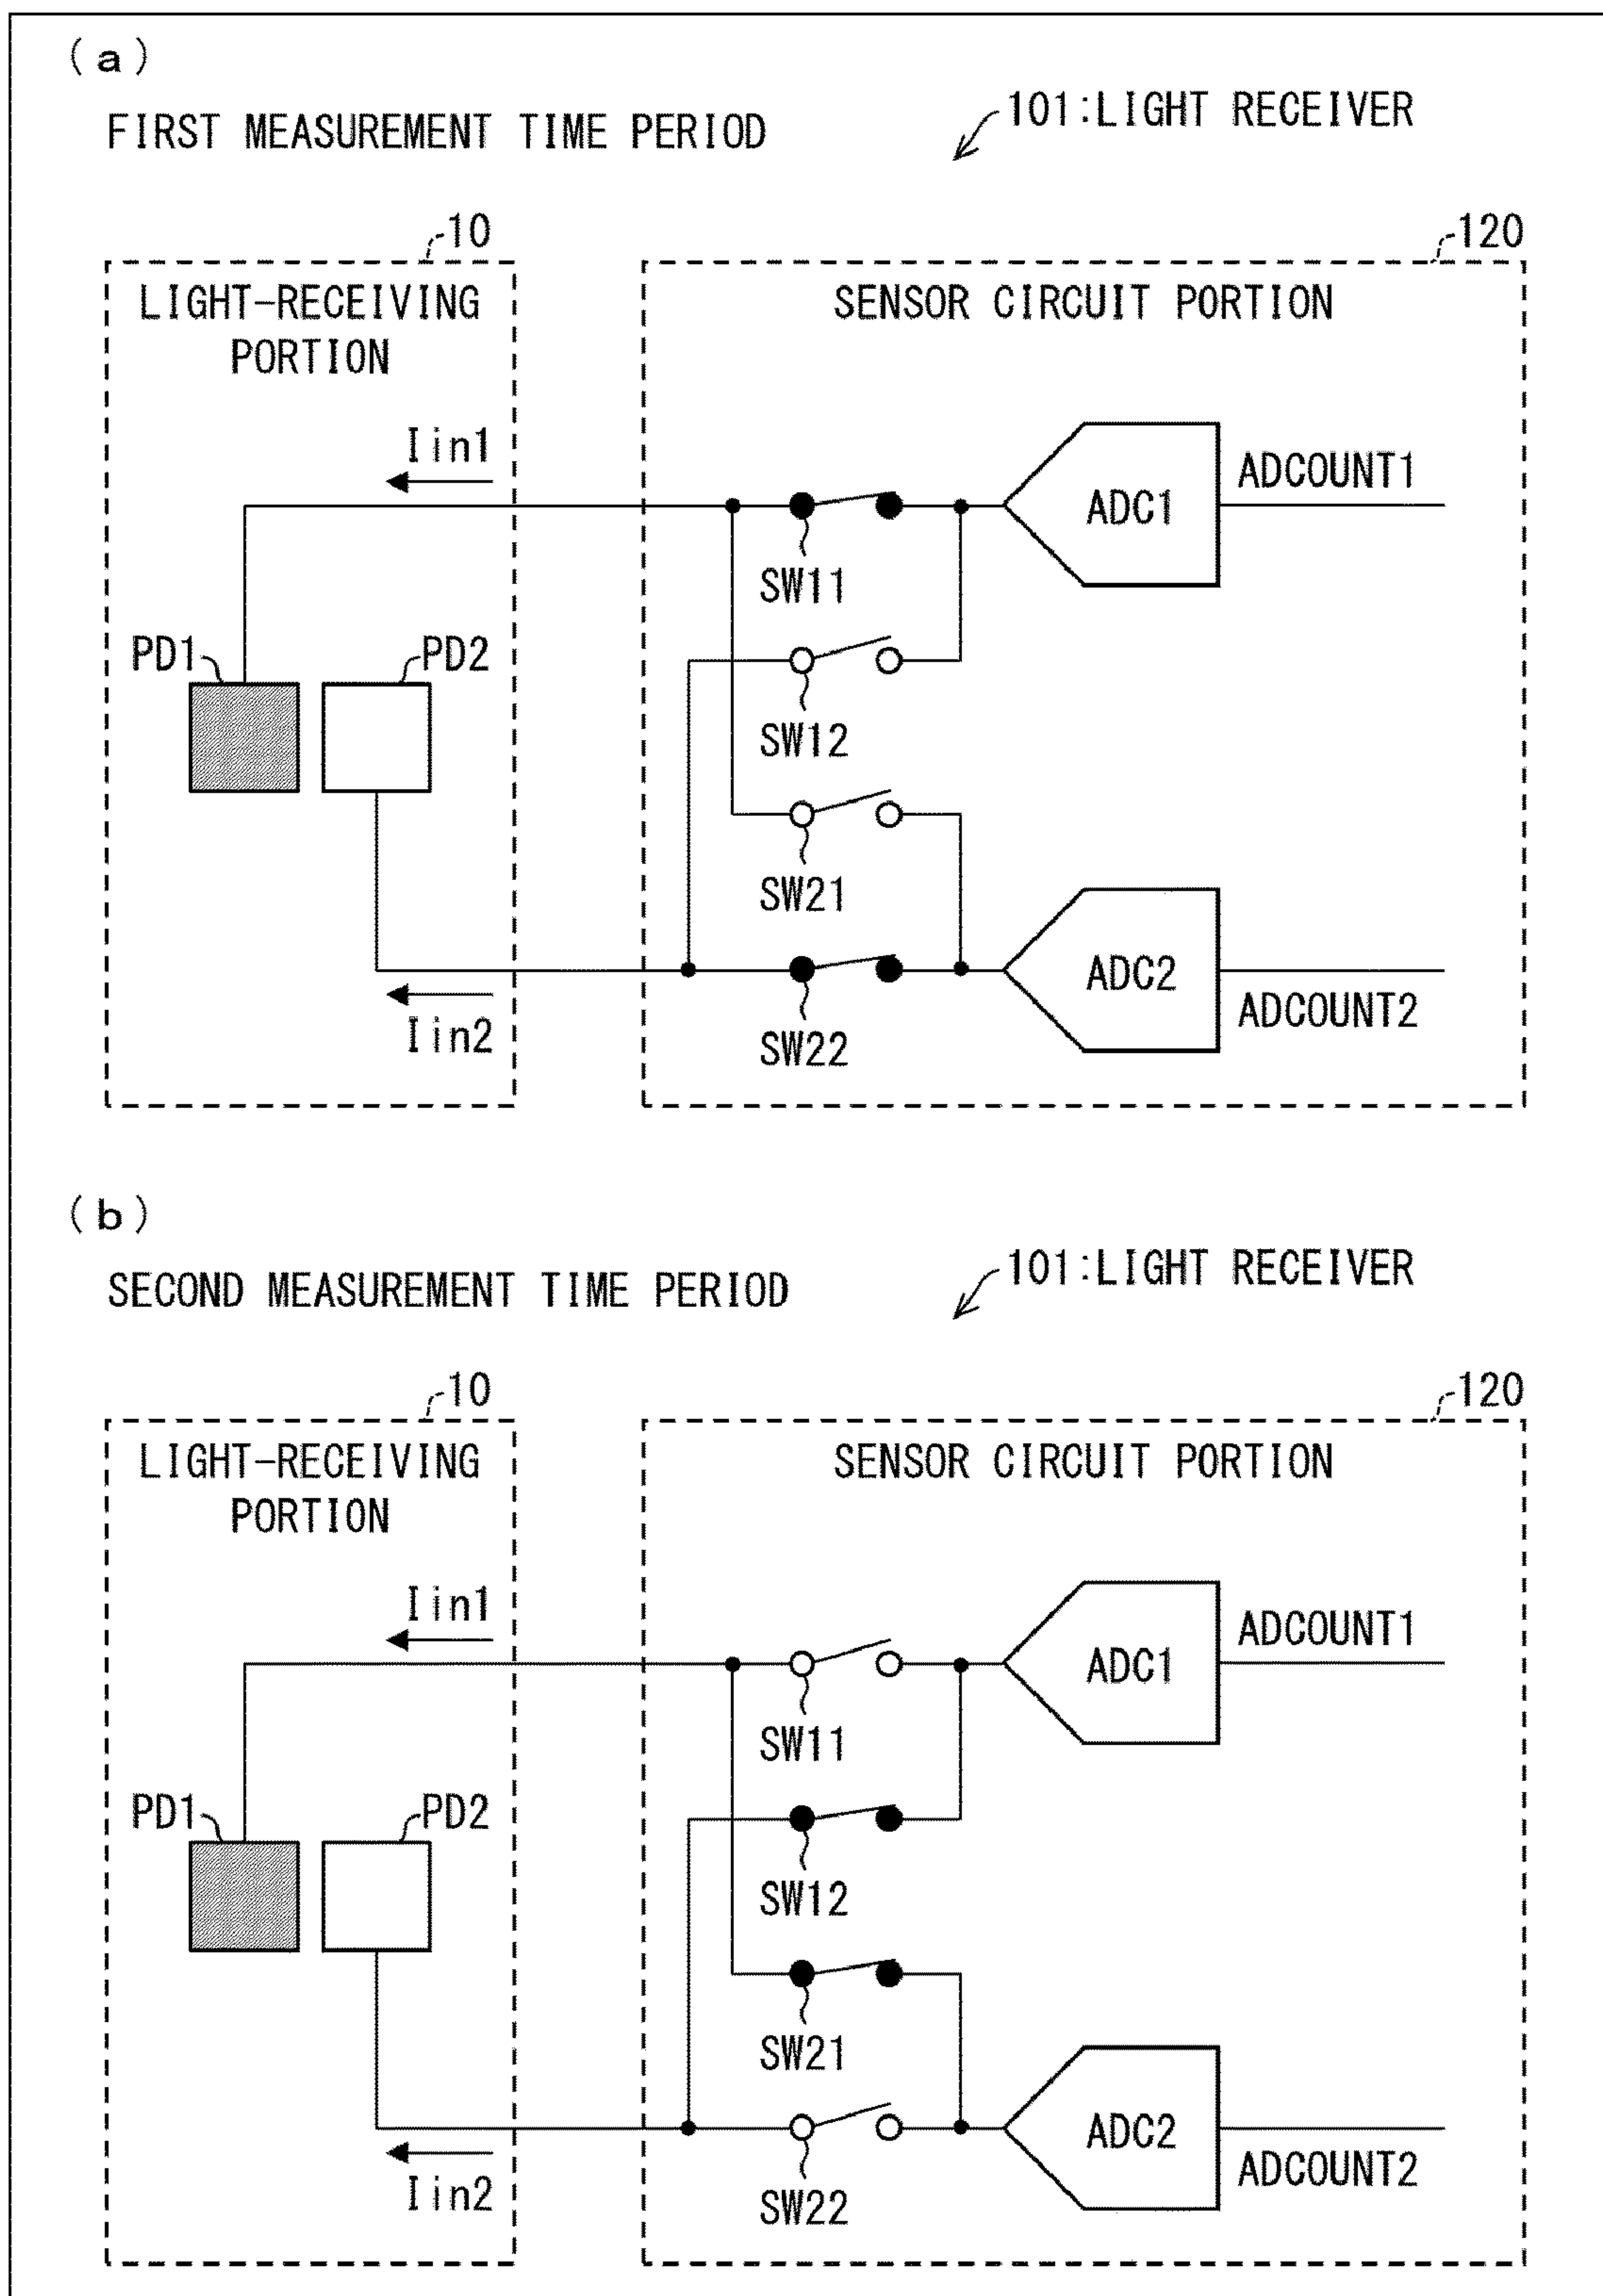 (a)
FIRST MEASUREMENT TIME PERIOD
101:LIGHT RECEIVER
10
120
LIGHT-RECEIVING
PORTION
SENSOR CIRCUIT PORTION
Iin1
ADCOUNT1
ADC1
SW11
PD1
PD2
SW12
SW21
ADC2
ADCOUNT2
Iin2
SW22
(b)
SECOND MEASUREMENT TIME PERIOD
101:LIGHT RECEIVER
10
120
LIGHT-RECEIVING
PORTION
SENSOR CIRCUIT PORTION
Iin1
ADCOUNT1
ADC1
SW11
PD1
PD2
SW12
SW21
ADC2
ADCOUNT2
Iin2
SW22